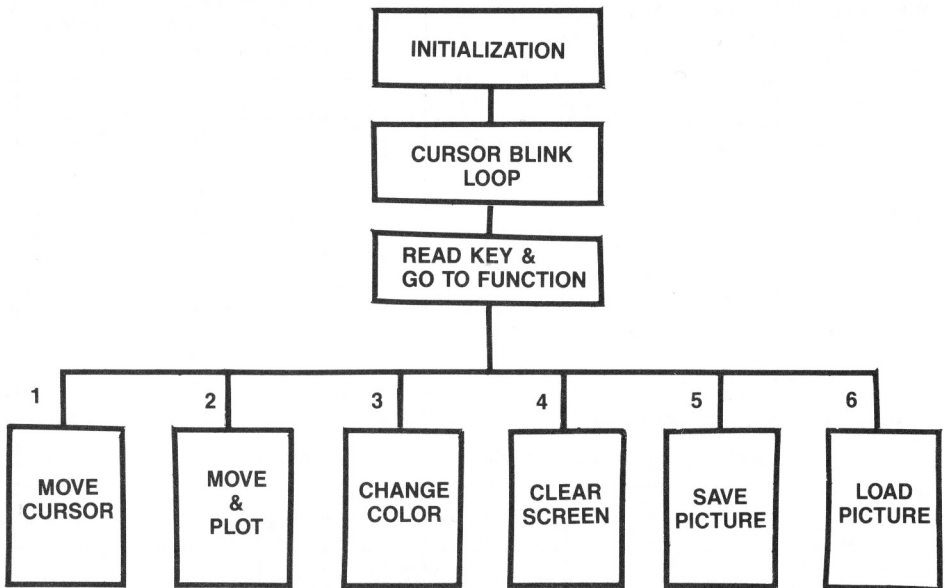 INITIALIZATION
CURSOR BLINK
LOOP
READ KEY &
GO TO FUNCTION
1
2
3
4
5
6
MOVE
CURSOR
MOVE
&
PLOT
CHANGE
COLOR
CLEAR
SCREEN
SAVE
PICTURE
LOAD
PICTURE